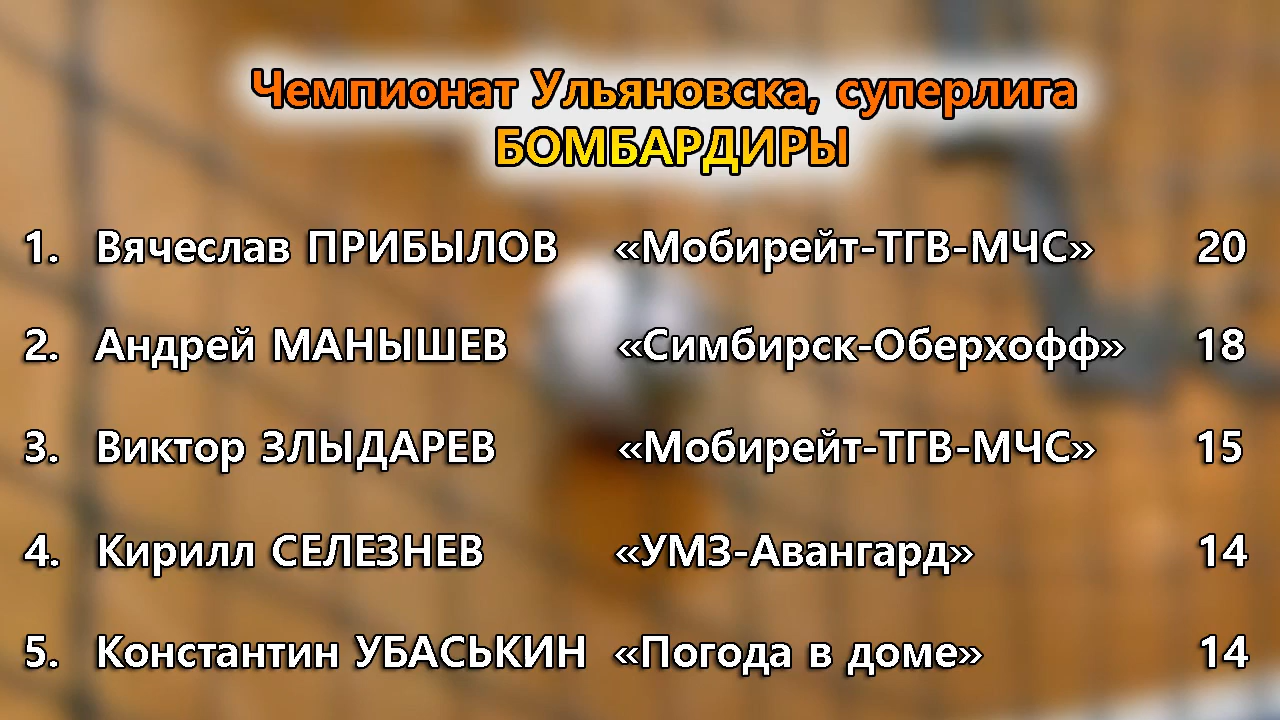 Чемпионат Ульяновска, суперлига
БОМБАРДИРЫ
1. Вячеслав ПРИБЫЛОВ «Мобирейт-ТГВ-МЧС» 20
2. Андрей МАНЫШЕВ «Симбирск-Оберхофф» 18
3. Виктор ЗЛЫДАРЕВ «Мобирейт-ТГВ-МЧС» 15
4. Кирилл СЕЛЕЗНЕВ «УМЗ-Авангард» 14
5. Константин УБАСЬКИН «Погода в доме» 14